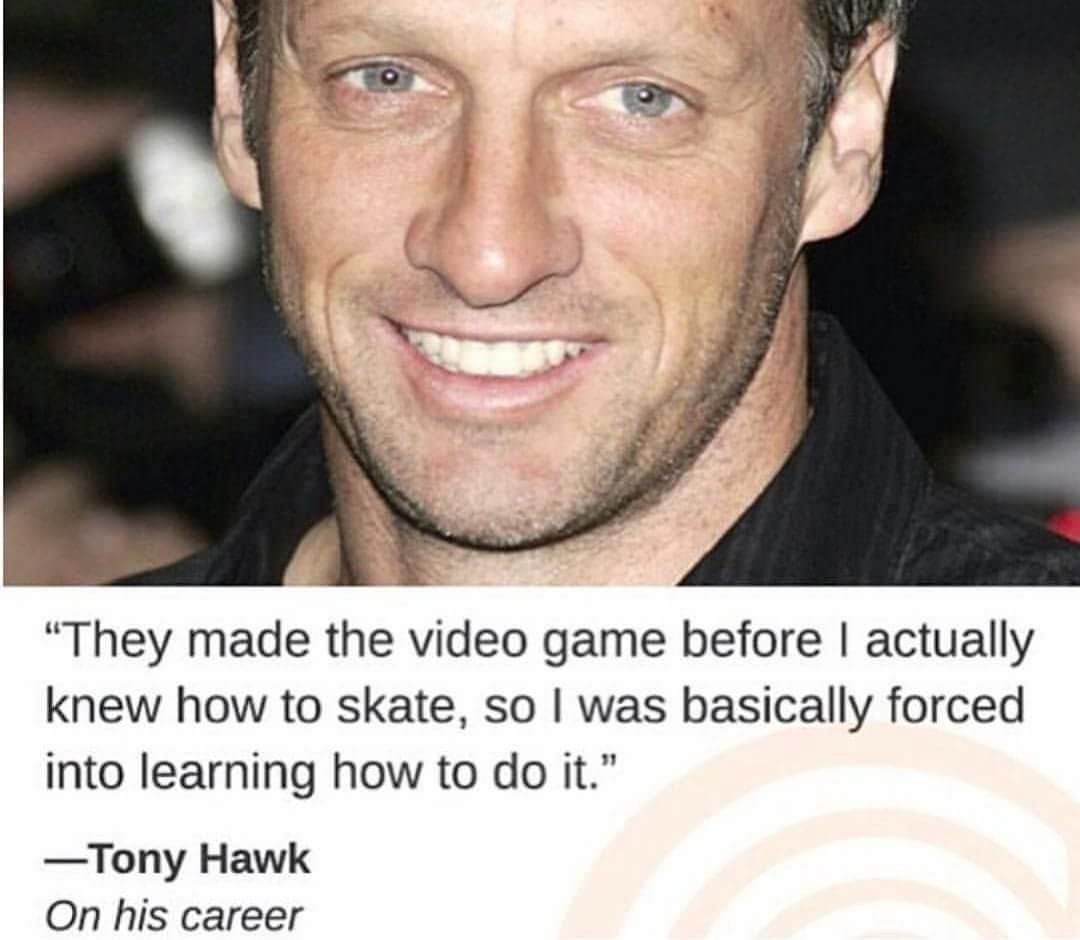 “They made the video game before I actually
knew how to skate, so I was basically forced
into learning how to do it.”
—Tony Hawk
On his career